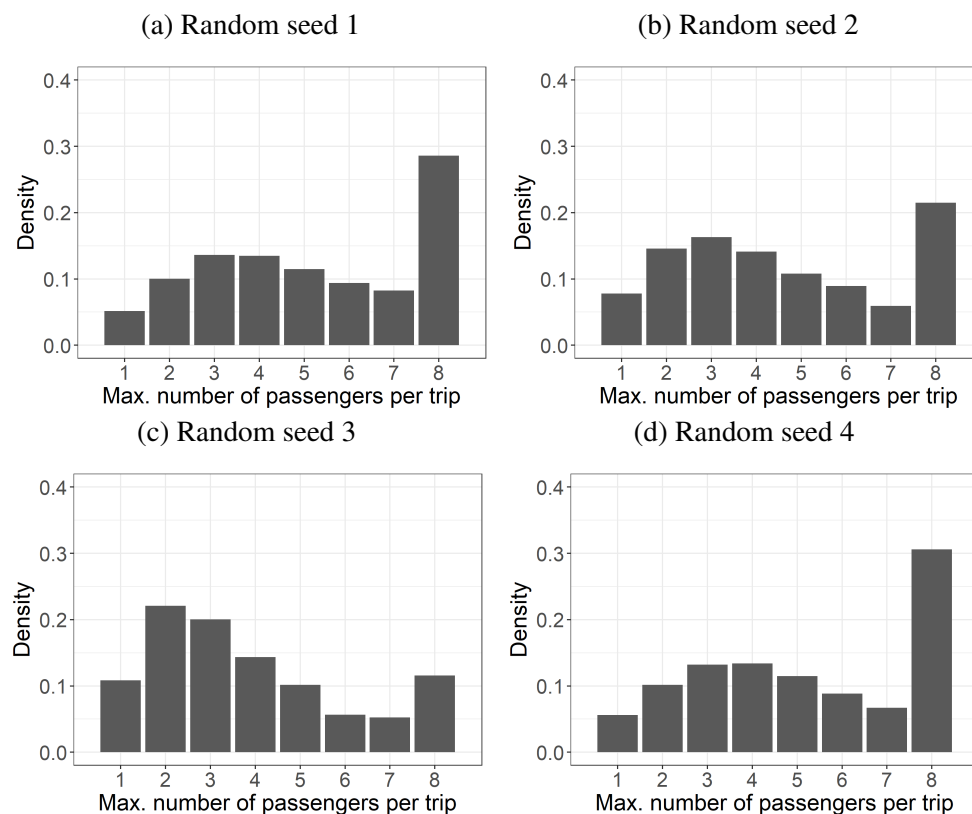 (a) Random seed 1
0.4
0.3
0.2
0.1
0.0
Density
1 2 3 4 5 6 7 8
Max. number of passengers per trip
(b) Random seed 2
0.4
0.3
0.2
0.1
0.0
Density
1 2 3 4 5 6 7 8
Max. number of passengers per trip
(c) Random seed 3
0.4
0.3
0.2
0.1
0.0
Density
1 2 3 4 5 6 7 8
Max. number of passengers per trip
(d) Random seed 4
0.4
0.3
0.2
0.1
0.0
Density
1 2 3 4 5 6 7 8
Max. number of passengers per trip